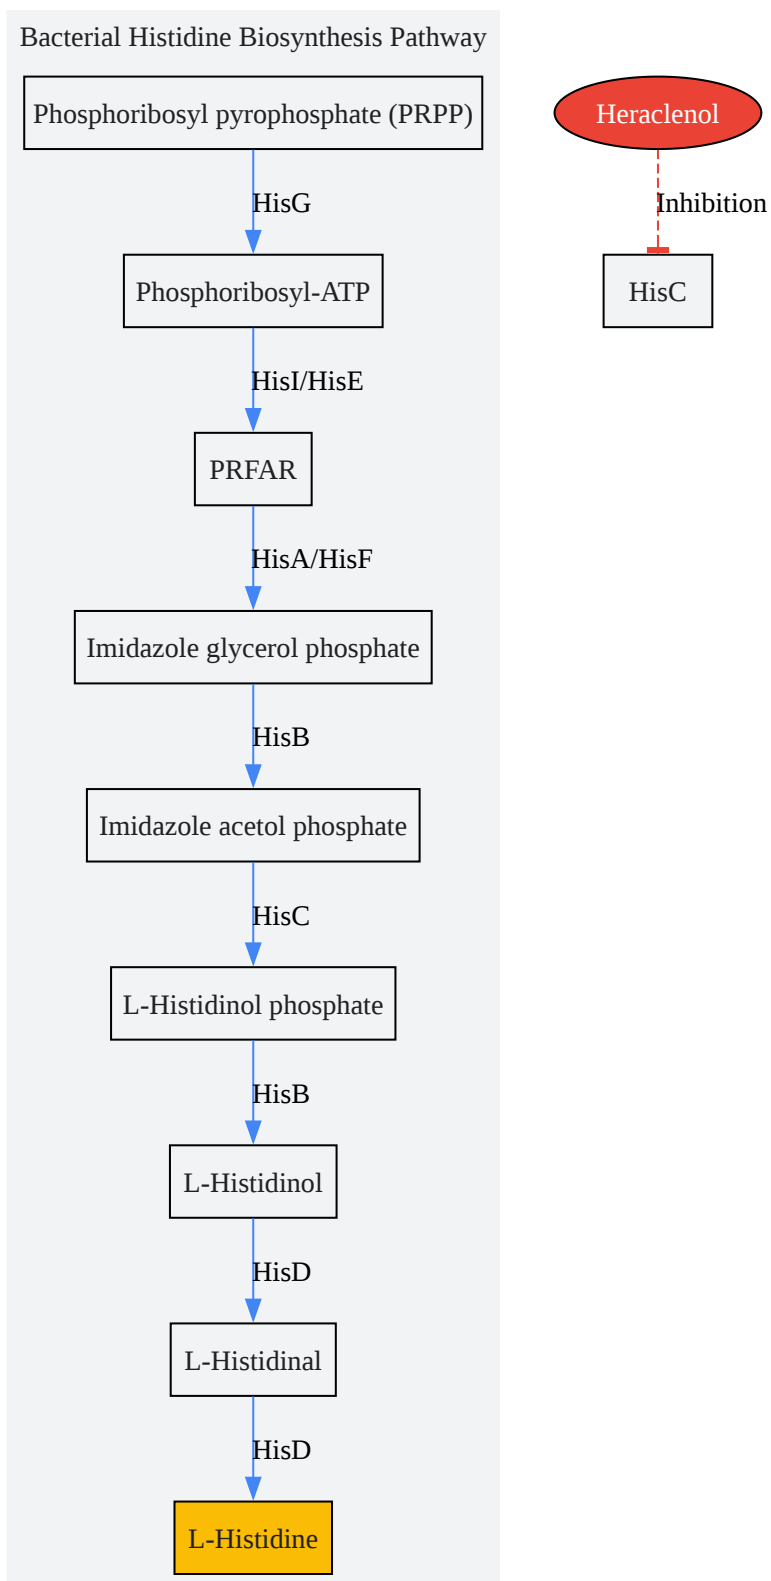 Bacterial Histidine Biosynthesis Pathway
Phosphoribosyl pyrophosphate (PRPP)
HisG
Phosphoribosyl-ATP
HisI/HisE
PRFAR
HisA/HisF
Imidazole glycerol phosphate
HisB
Imidazole acetol phosphate
HisC
L-Histidinol phosphate
HisB
L-Histidinol
HisD
L-Histidinal
HisD
L-Histidine
Heraclenol
Inhibition
HisC